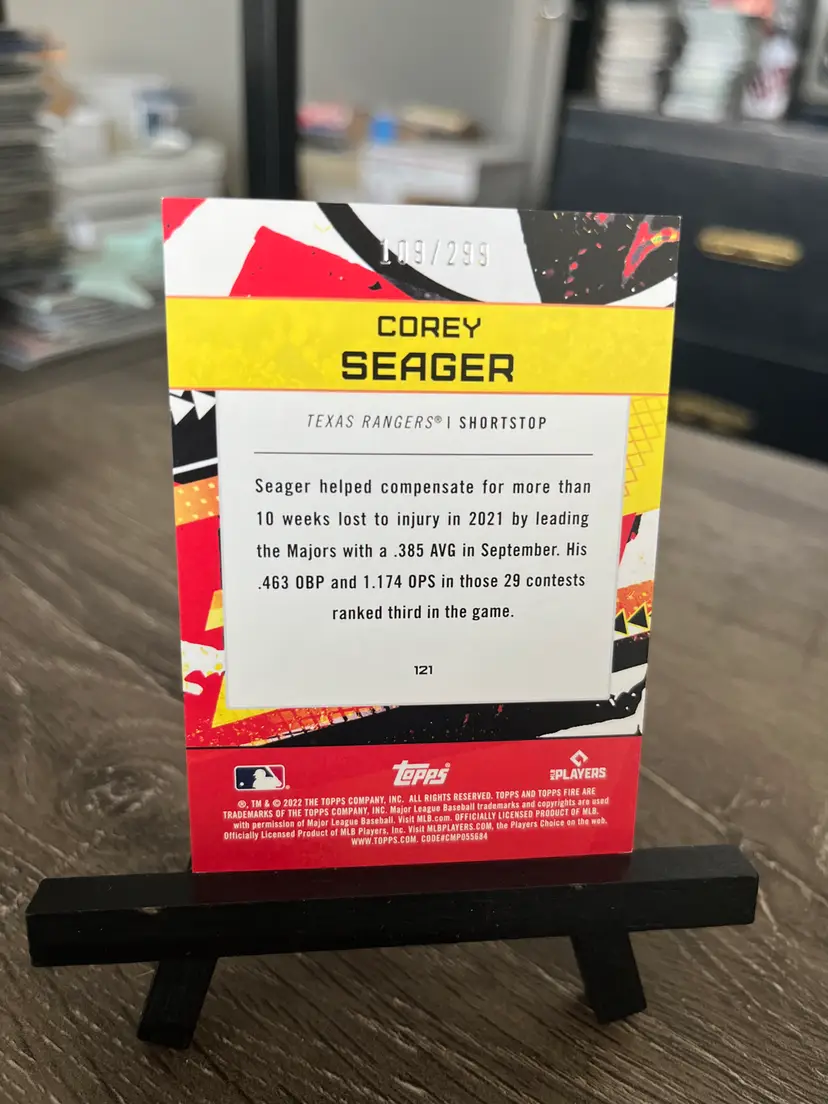 109/299
COREY
SEAGER
TEXAS RANGERS® | SHORTSTOP
Seager helped compensate for more than
10 weeks lost to injury in 2021 by leading
the Majors with a .385 AVG in September. His
.463 OBP and 1.174 OPS in those 29 contests
ranked third in the game.
121
topps® MLB PLAYERS
®, TM & © 2022 THE TOPPS COMPANY, INC. ALL RIGHTS RESERVED. TOPPS AND TOPPS FIRE ARE
TRADEMARKS OF THE TOPPS COMPANY, INC. Major League Baseball trademarks and copyrights are used
with permission of Major League Baseball. Visit MLB.com. OFFICIALLY LICENSED PRODUCT OF MLB.
Officially Licensed Product of MLB Players, Inc. Visit MLBPLAYERS.COM, the Players Choice on the web.
WWW.TOPPS.COM. CODE#CMP055684